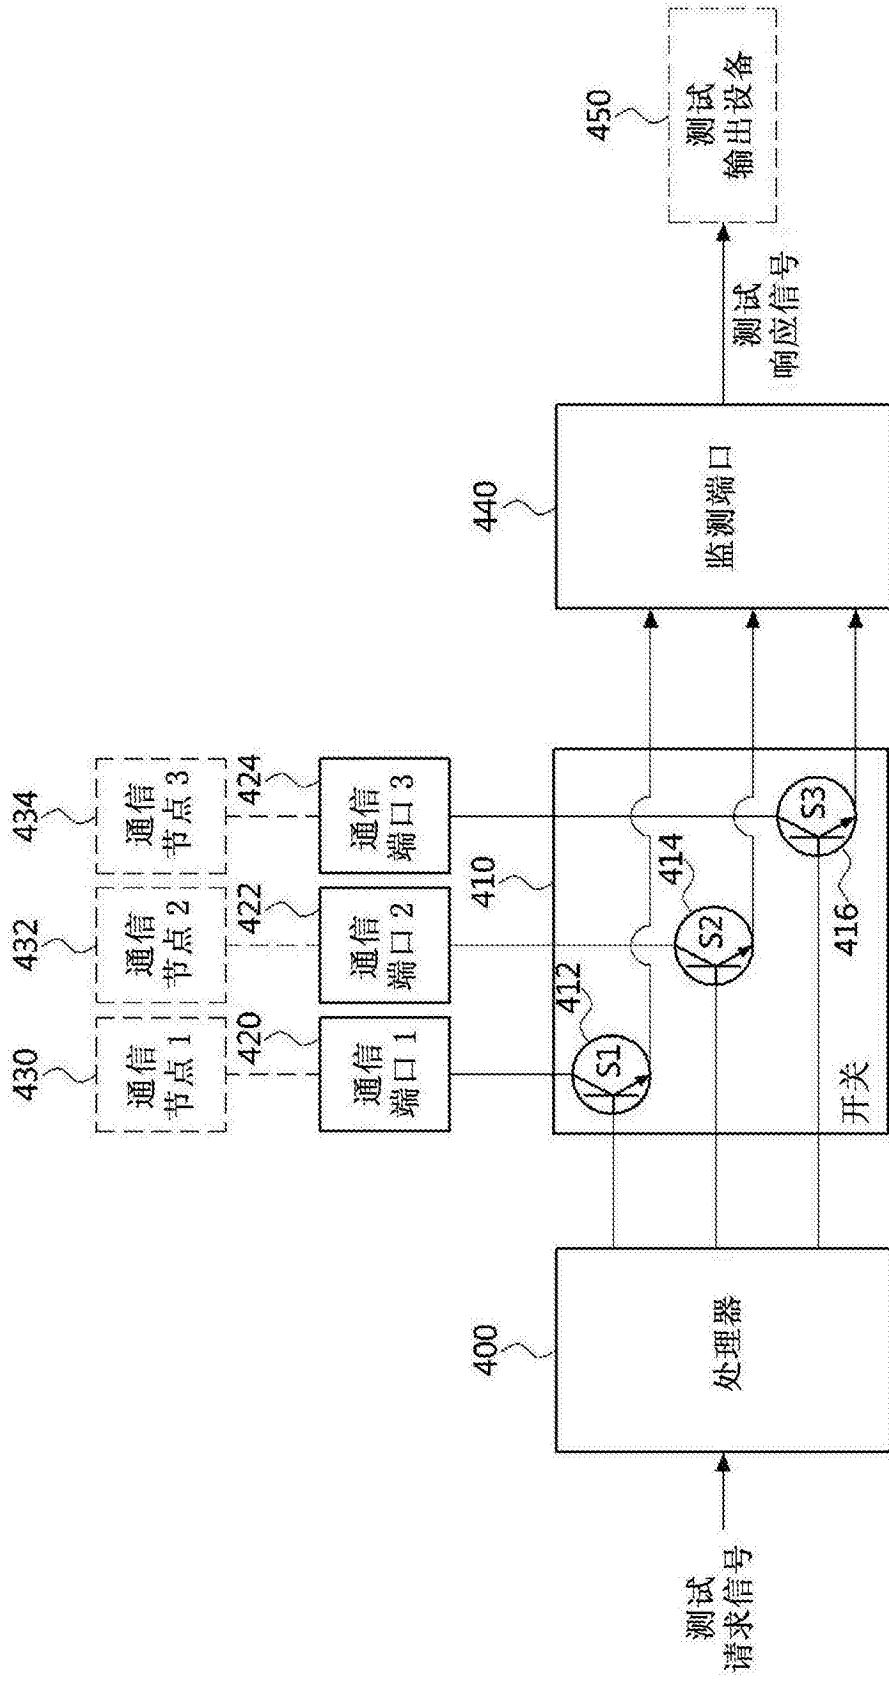 430
432
434
通信
节点 1
通信
节点 2
通信
节点 3
420
422
424
通信
端口 1
通信
端口 2
通信
端口 3
400
410
440
450
412
S1
414
S2
S3
416
测试
请求信号
处理器
开关
监测端口
测试
响应信号
测试
输出设备